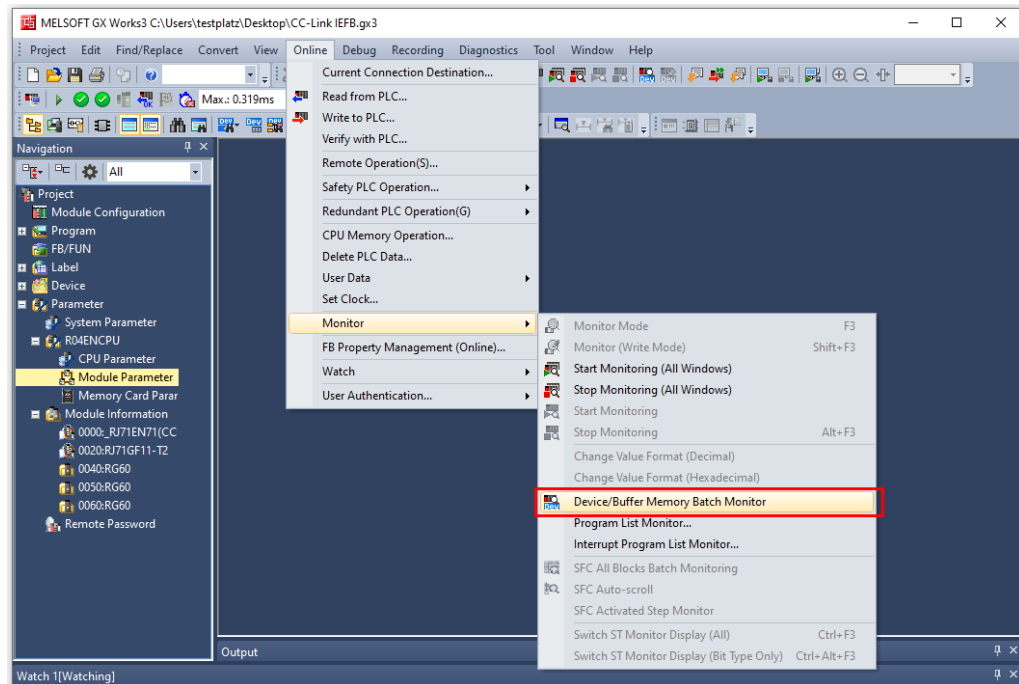 MELSOFT GX Works3 C:\Users\testplatz\Desktop\CC-Link IEFB.gx3
Project Edit Find/Replace Convert View Online Debug Recording Diagnostics Tool Window Help
Max.: 0.319ms
Navigation
All
Project
Module Configuration
Program
FB/FUN
Label
Device
Parameter
System Parameter
R04ENCPU
CPU Parameter
Module Parameter
Memory Card Parar
Module Information
0000:_RJ71EN71(CC
0020:RJ71GF11-T2
0040:RG60
0050:RG60
0060:RG60
Remote Password
Current Connection Destination...
Read from PLC...
Write to PLC...
Verify with PLC...
Remote Operation(S)...
Safety PLC Operation...
Redundant PLC Operation(G)
CPU Memory Operation...
Delete PLC Data...
User Data
Set Clock...
Monitor
FB Property Management (Online)...
Watch
User Authentication...
Monitor Mode F3
Monitor (Write Mode) Shift+F3
Start Monitoring (All Windows)
Stop Monitoring (All Windows)
Start Monitoring
Stop Monitoring Alt+F3
Change Value Format (Decimal)
Change Value Format (Hexadecimal)
Device/Buffer Memory Batch Monitor
Program List Monitor...
Interrupt Program List Monitor...
SFC All Blocks Batch Monitoring
SFC Auto-scroll
SFC Activated Step Monitor
Switch ST Monitor Display (All) Ctrl+F3
Switch ST Monitor Display (Bit Type Only) Ctrl+Alt+F3
Output
Watch 1[Watching]